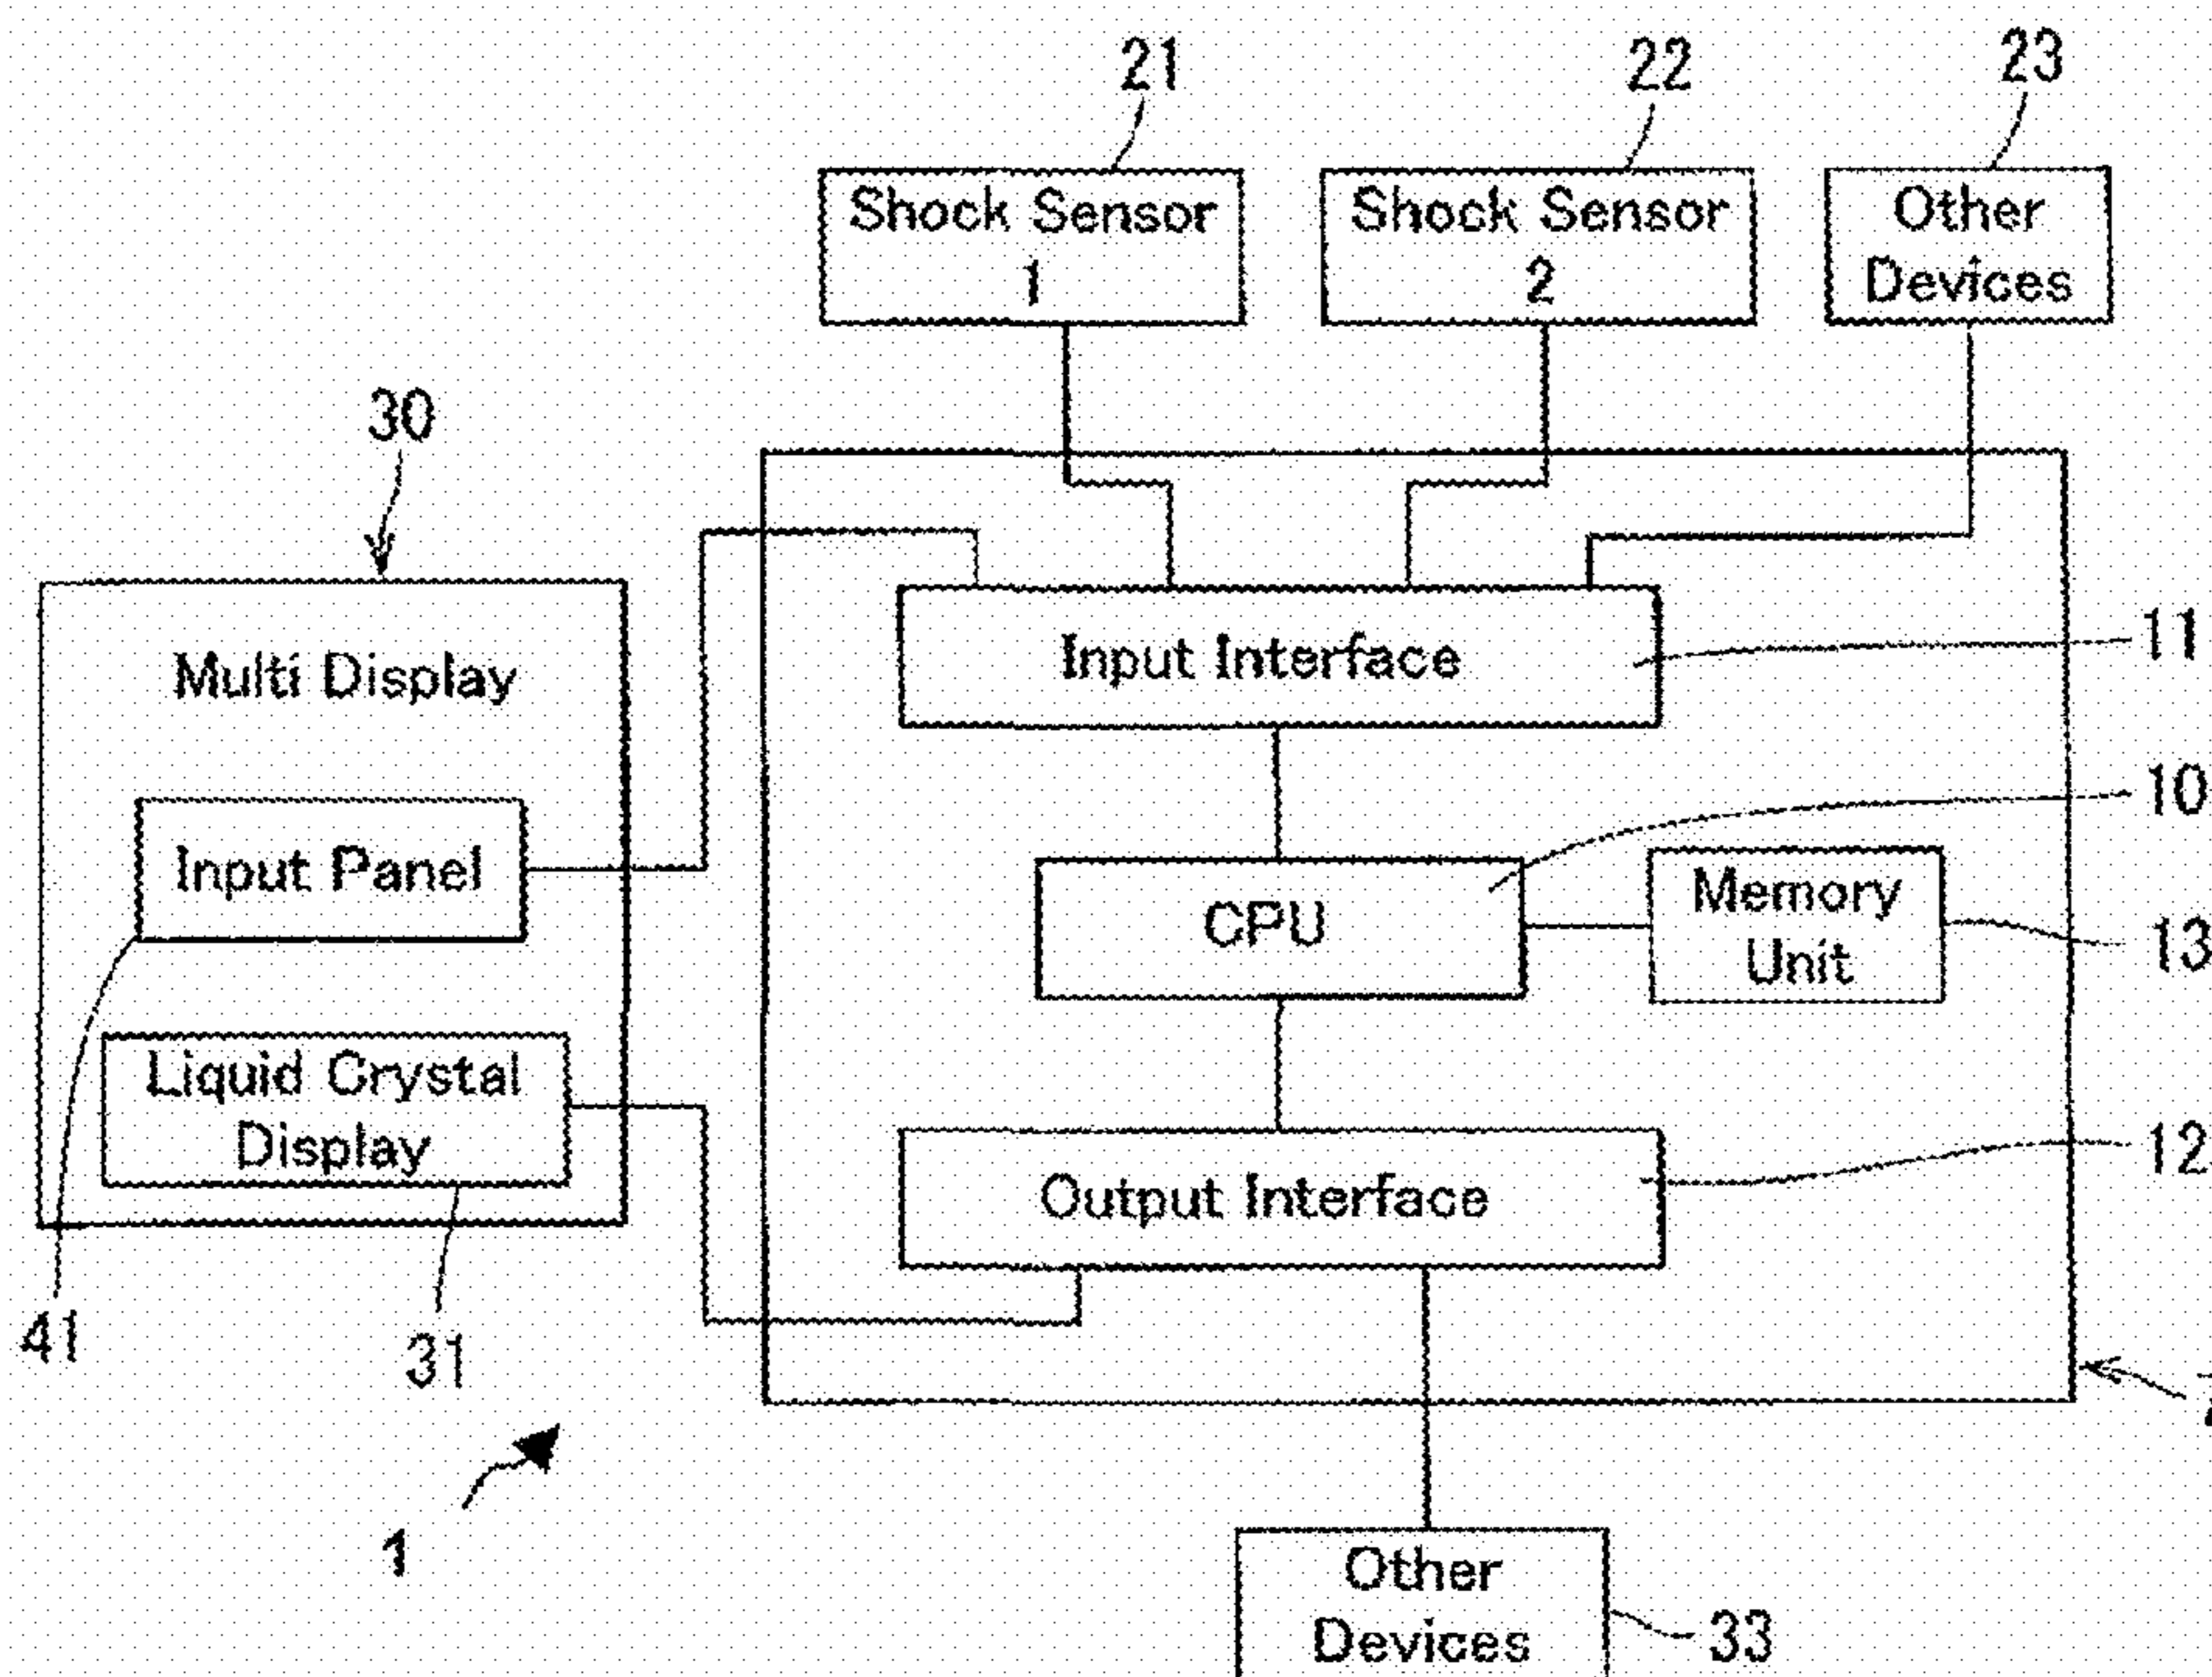 21
22
23
Shock Sensor
1
Shock Sensor
2
Other
Devices
30
Multi Display
Input Panel
Liquid Crystal
Display
41
31
1
Input Interface
11
10
CPU
Memory
Unit
13
Output Interface
12
Other
Devices
33